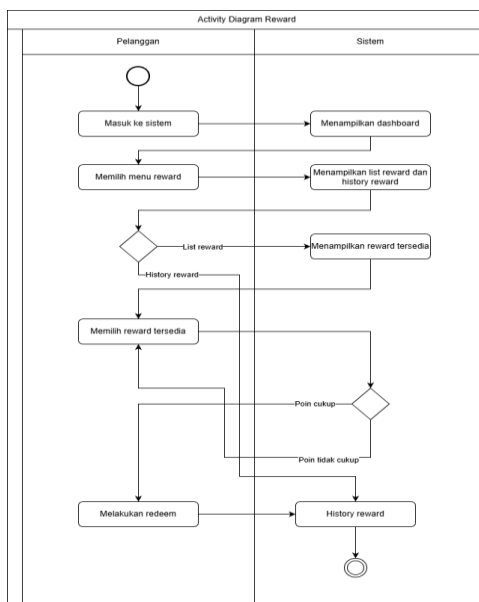 Activity Diagram Reward
Pelanggan
Sistem
Masuk ke sistem
Menampilkan dashboard
Memilih menu reward
Menampilkan list reward dan
history reward
List reward
Menampilkan reward tersedia
History reward
Memilih reward tersedia
Poin cukup
Poin tidak cukup
Melakukan redeem
History reward